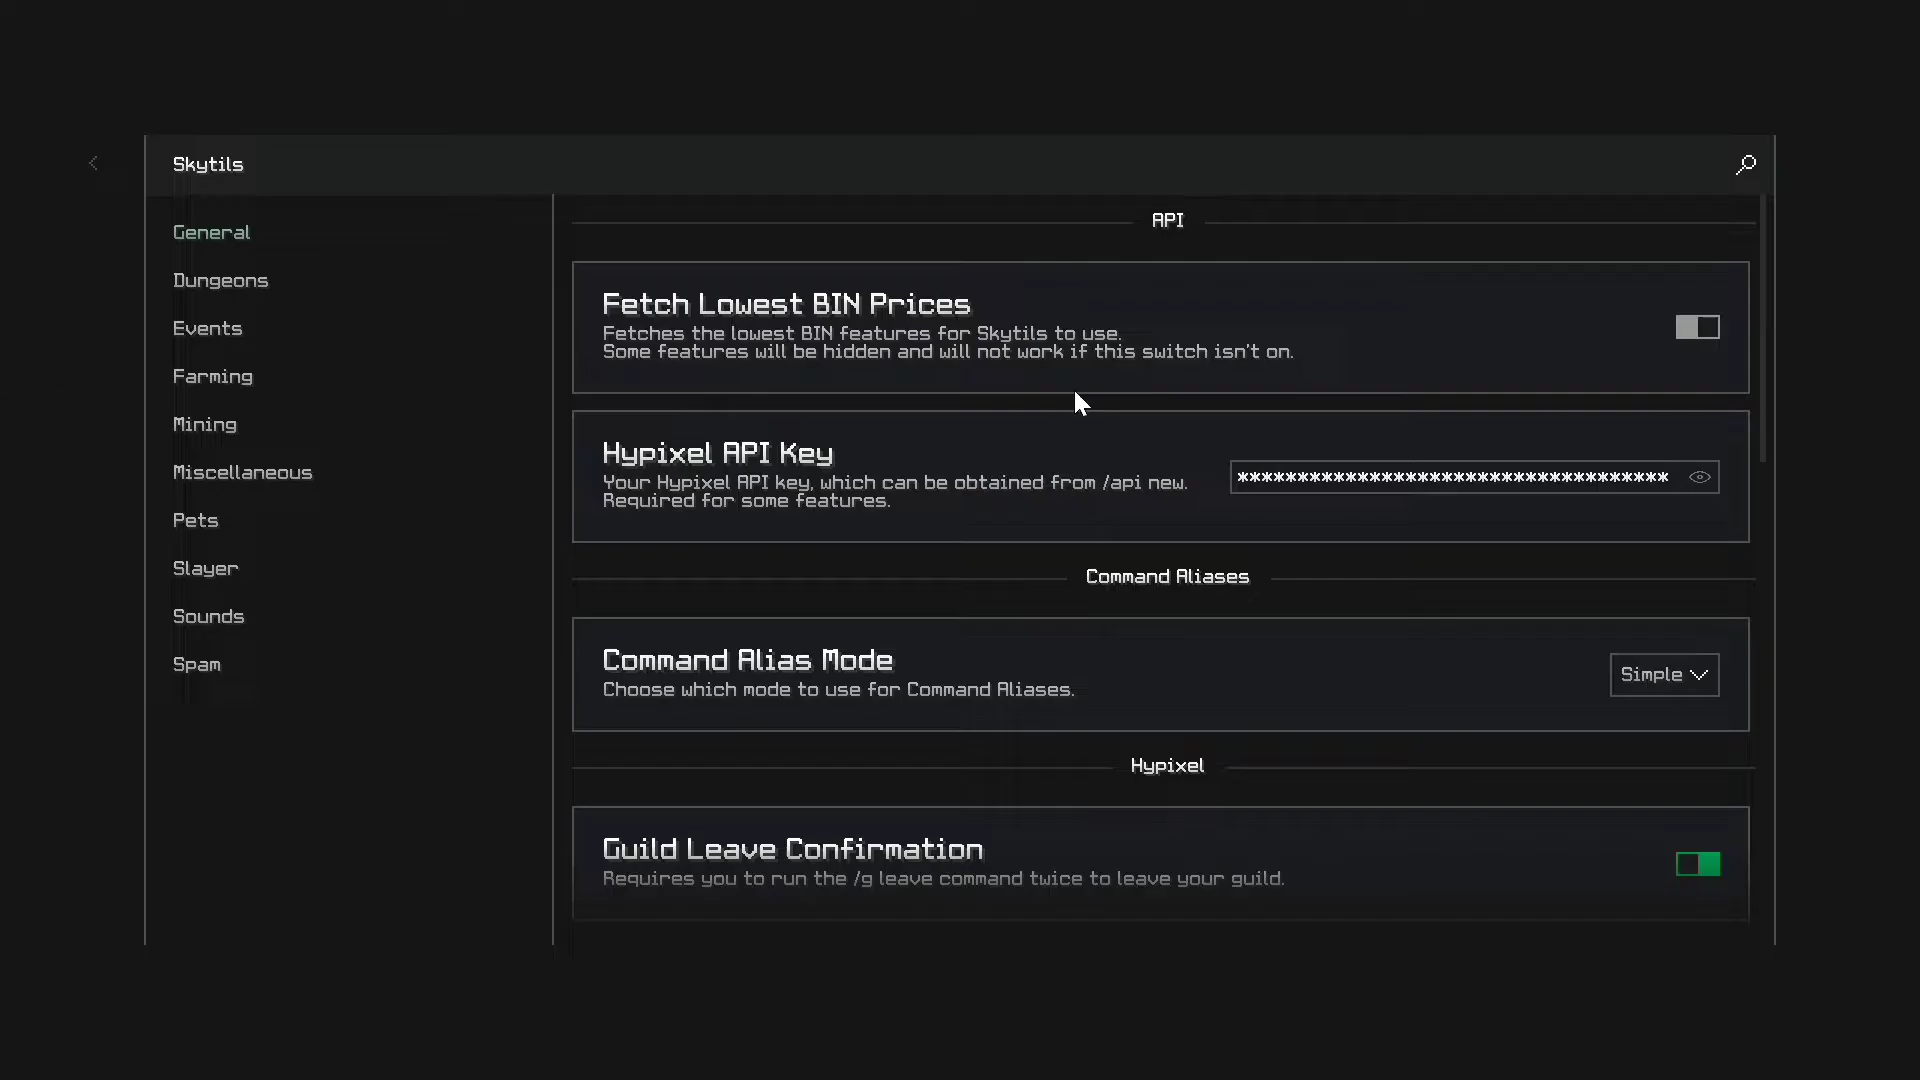 Skytils
General
Dungeons
Events
Farming
Mining
Miscellaneous
Pets
Slayer
Sounds
Spam
API
Fetch Lowest BIN Prices
Fetches the lowest BIN features for Skytils to use.
Some features will be hidden and will not work if this switch isn't on.
Hypixel API Key
Your Hypixel API key, which can be obtained from /api new.
Required for some features.
************************************
Command Aliases
Command Alias Mode
Choose which mode to use for Command Aliases.
Simple
Hypixel
Guild Leave Confirmation
Requires you to run the /g leave command twice to leave your guild.